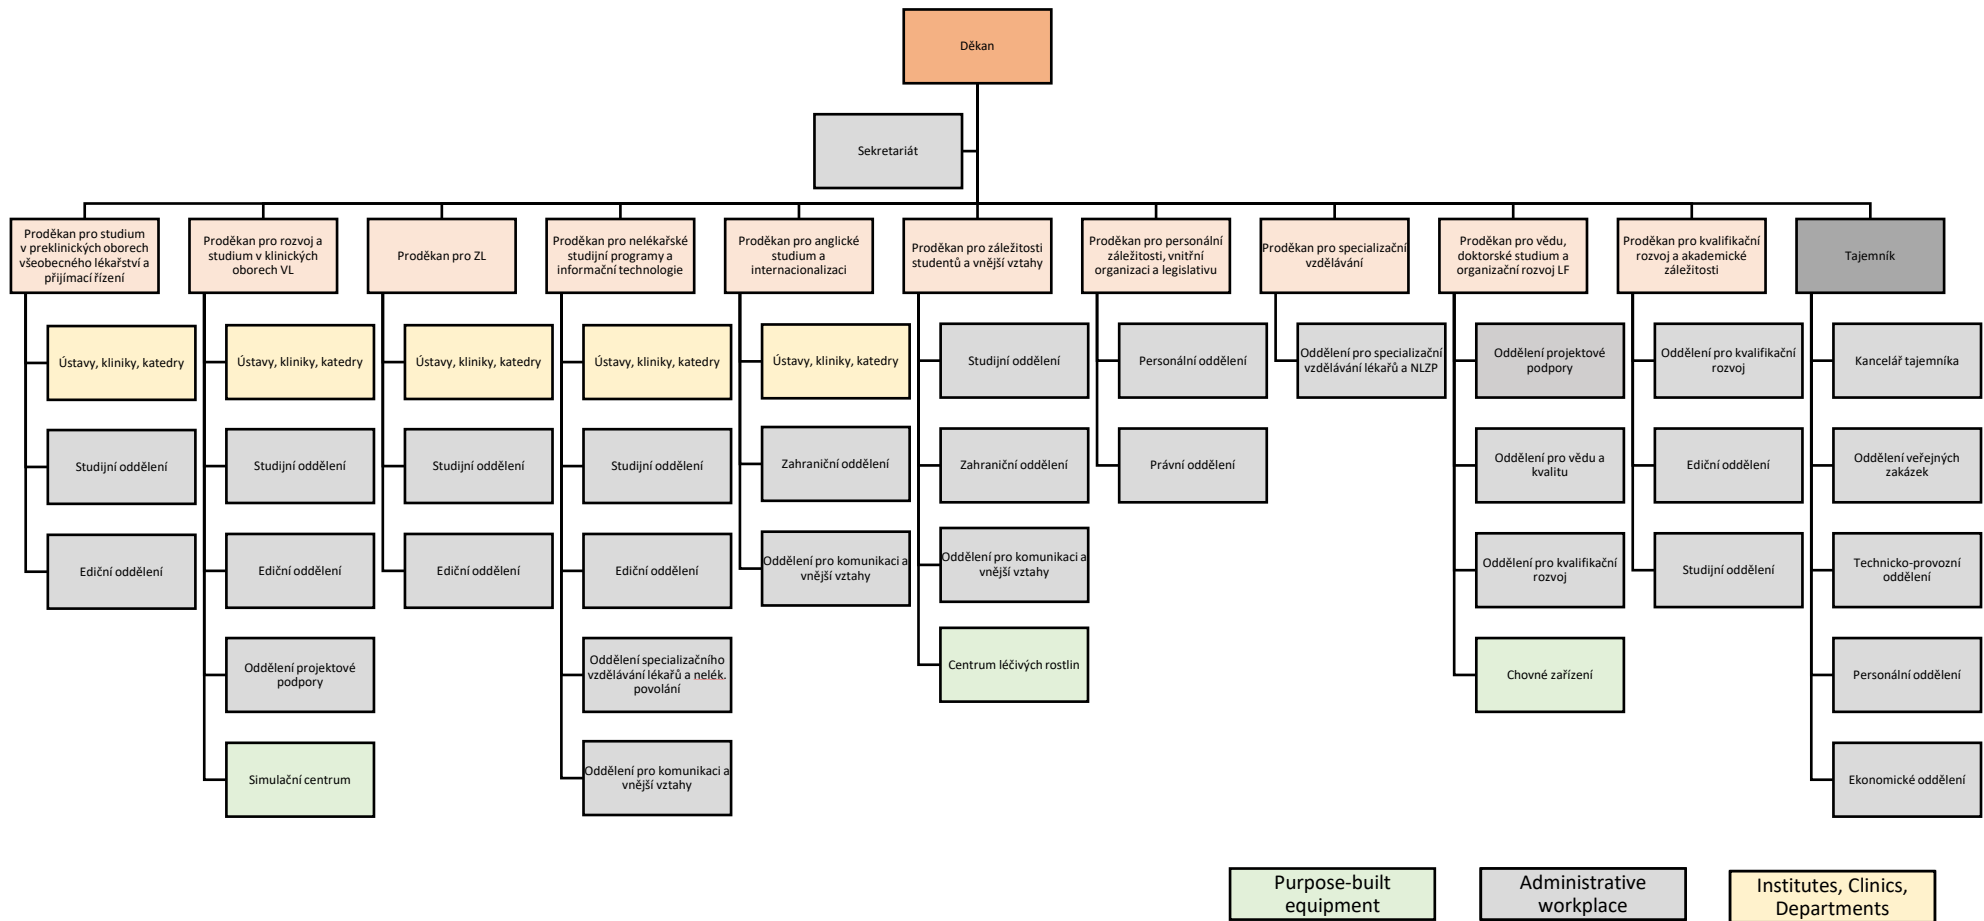 Děkan
Sekretariát
Proděkan pro studium
v preklinických oborech
všeobecného lékařství a
přijímací řízení
Proděkan pro rozvoj a
studium v klinických
oborech VL
Proděkan pro ZL
Proděkan pro nelékařské
studijní programy a
informační technologie
Proděkan pro anglické
studium a
internacionalizaci
Proděkan pro záležitosti
studentů a vnější vztahy
Proděkan pro personální
záležitosti, vnitřní
organizaci a legislativu
Proděkan pro specializační
vzdělávání
Proděkan pro vědu,
doktorské studium a
organizační rozvoj LF
Proděkan pro kvalifikační
rozvoj a akademické
záležitosti
Tajemník
Ústavy, kliniky, katedry
Studijní oddělení
Ediční oddělení
Ústavy, kliniky, katedry
Studijní oddělení
Ediční oddělení
Oddělení projektové
podpory
Simulační centrum
Ústavy, kliniky, katedry
Studijní oddělení
Ediční oddělení
Ústavy, kliniky, katedry
Studijní oddělení
Ediční oddělení
Oddělení specializačního
vzdělávání lékařů a nelék.
povolání
Oddělení pro komunikaci a
vnější vztahy
Ústavy, kliniky, katedry
Zahraniční oddělení
Oddělení pro komunikaci a
vnější vztahy
Studijní oddělení
Zahraniční oddělení
Oddělení pro komunikaci a
vnější vztahy
Centrum léčivých rostlin
Personální oddělení
Právní oddělení
Oddělení pro specializační
vzdělávání lékařů a NLZP
Oddělení projektové
podpory
Oddělení pro vědu a
kvalitu
Oddělení pro kvalifikační
rozvoj
Chovné zařízení
Oddělení pro kvalifikační
rozvoj
Ediční oddělení
Studijní oddělení
Kancelář tajemníka
Oddělení veřejných
zakázek
Technicko-provozní
oddělení
Personální oddělení
Ekonomické oddělení
Purpose-built
equipment
Administrative
workplace
Institutes, Clinics,
Departments